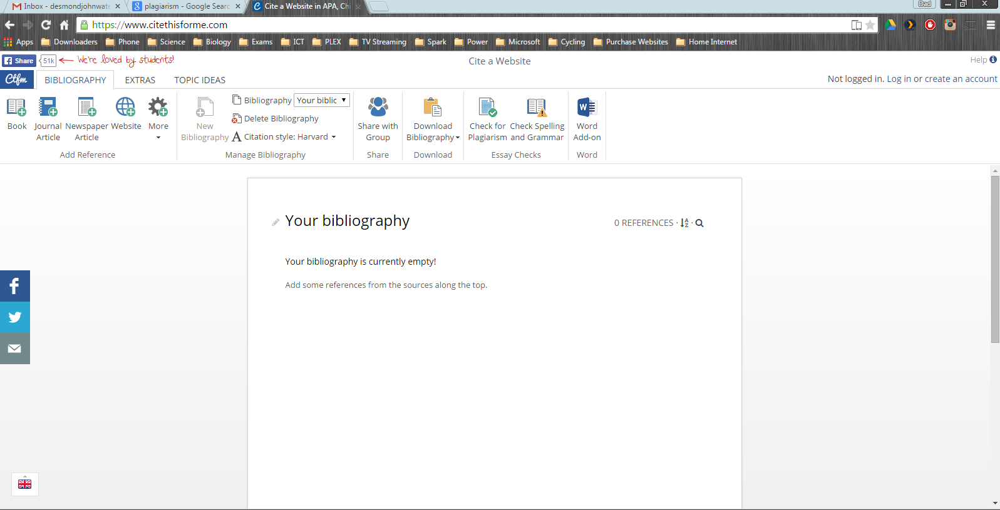 Inbox - desmondjohnwate
plagiarism - Google Searc
Cite a Website in APA, Chi
Dad
https://www.citethisforme.com
Apps Downloaders Phone Science Biology Exams ICT PLEX TV Streaming Spark Power Microsoft Cycling Purchase Websites Home Internet
Share 51k We're loved by students!
Cite a Website
Help
Ctfm BIBLIOGRAPHY EXTRAS TOPIC IDEAS
Not logged in. Log in or create an account
Book
Journal Article
Newspaper Article
Website
More
Add Reference
New Bibliography
Bibliography Your biblic
Delete Bibliography
Citation style: Harvard
Manage Bibliography
Share with Group
Share
Download Bibliography
Download
Check for Plagiarism
Check Spelling and Grammar
Essay Checks
Word Add-on
Word
Your bibliography
0 REFERENCES
Your bibliography is currently empty!
Add some references from the sources along the top.